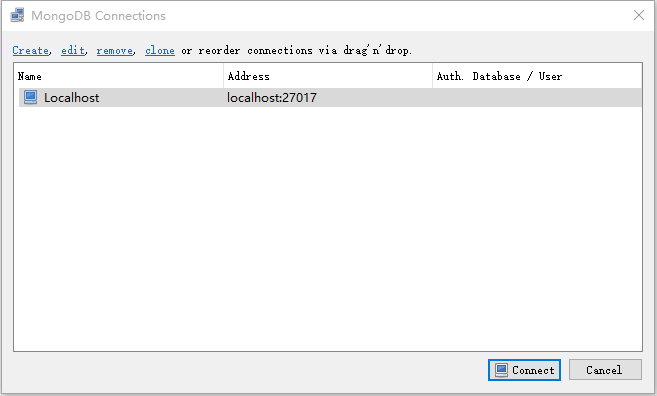 MongoDB Connections
Create, edit, remove, clone or reorder connections via drag'n'drop.
Name Address Auth. Database / User
Localhost localhost:27017
Connect Cancel